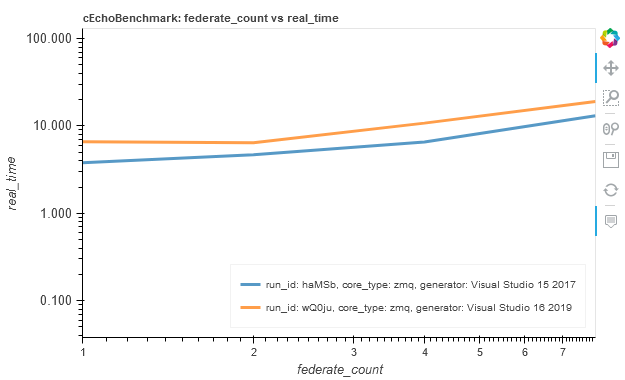 cEchoBenchmark: federate_count vs real_time
100.000
10.000
1.000
0.100
real_time
run_id: haMSb, core_type: zmq, generator: Visual Studio 15 2017
run_id: wQ0ju, core_type: zmq, generator: Visual Studio 16 2019
1 2 3 4 5 6 7
federate_count